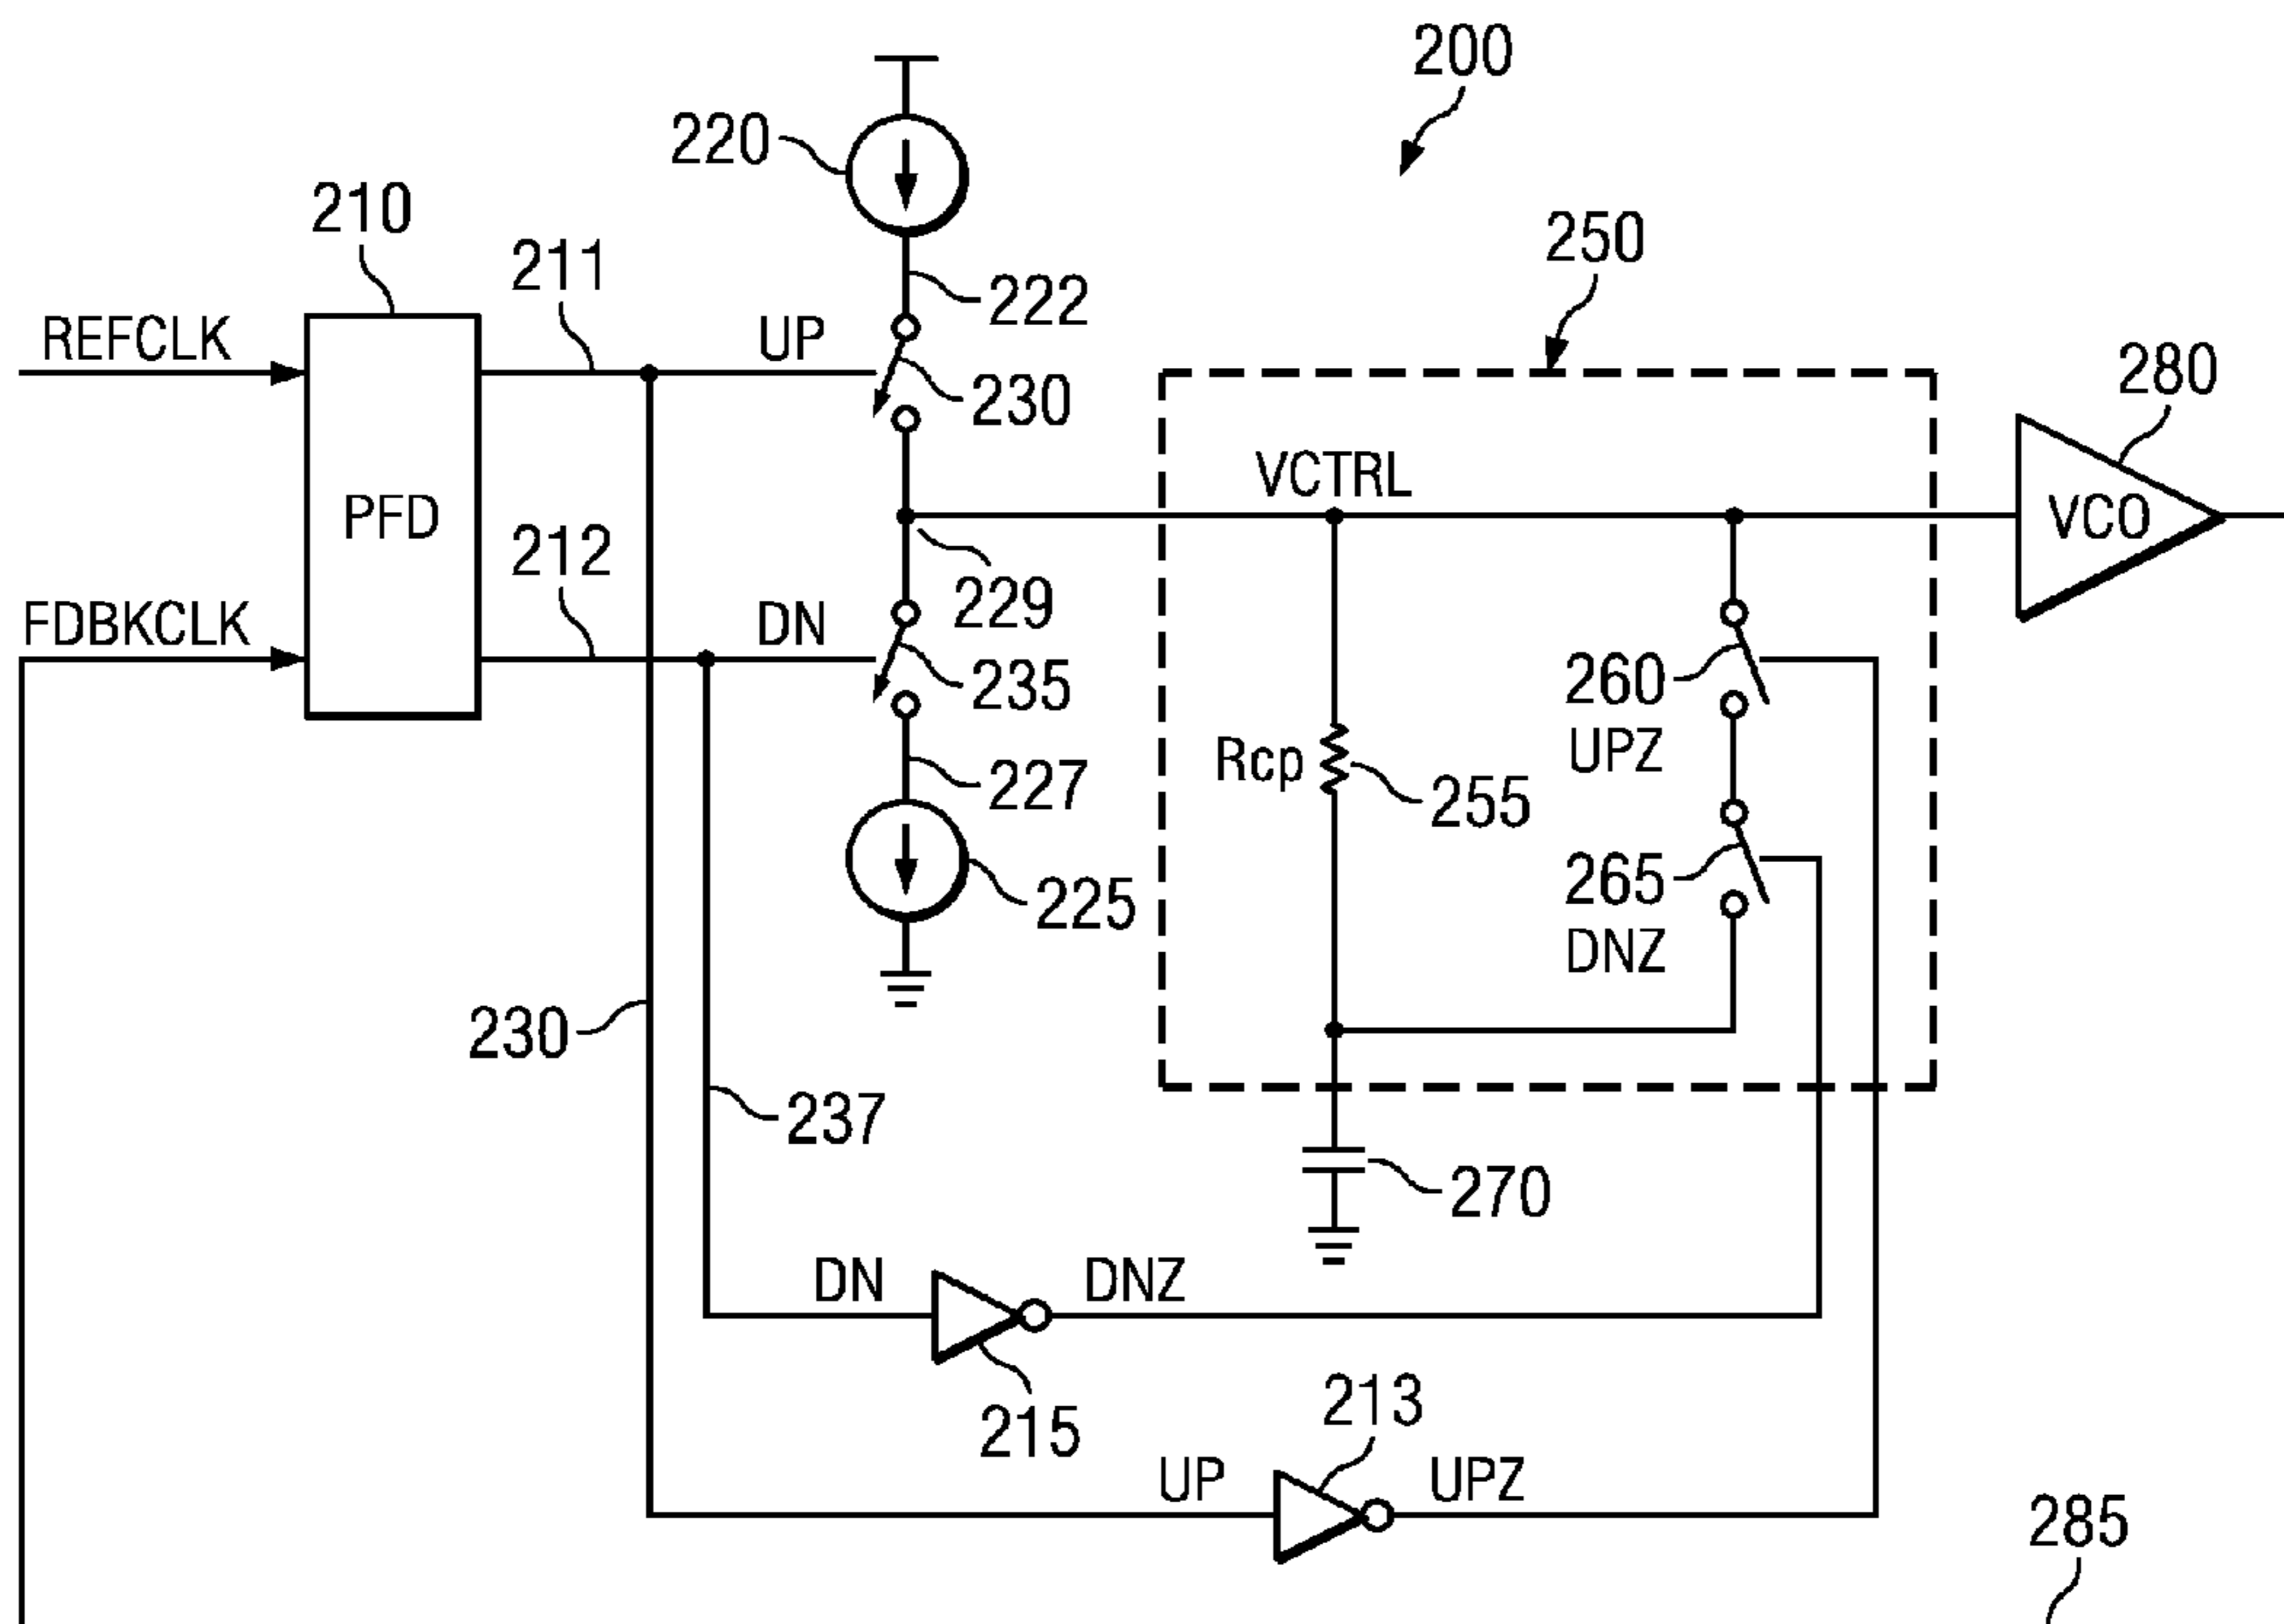 200
220
210
250
211
222
REFCLK
UP
230
280
VCTRL
PFD
VCO
212
229
FDBKCLK
DN
235
260
UPZ
Rcp
227
255
265
225
DNZ
230
237
270
DN
DNZ
215
213
UP
UPZ
285